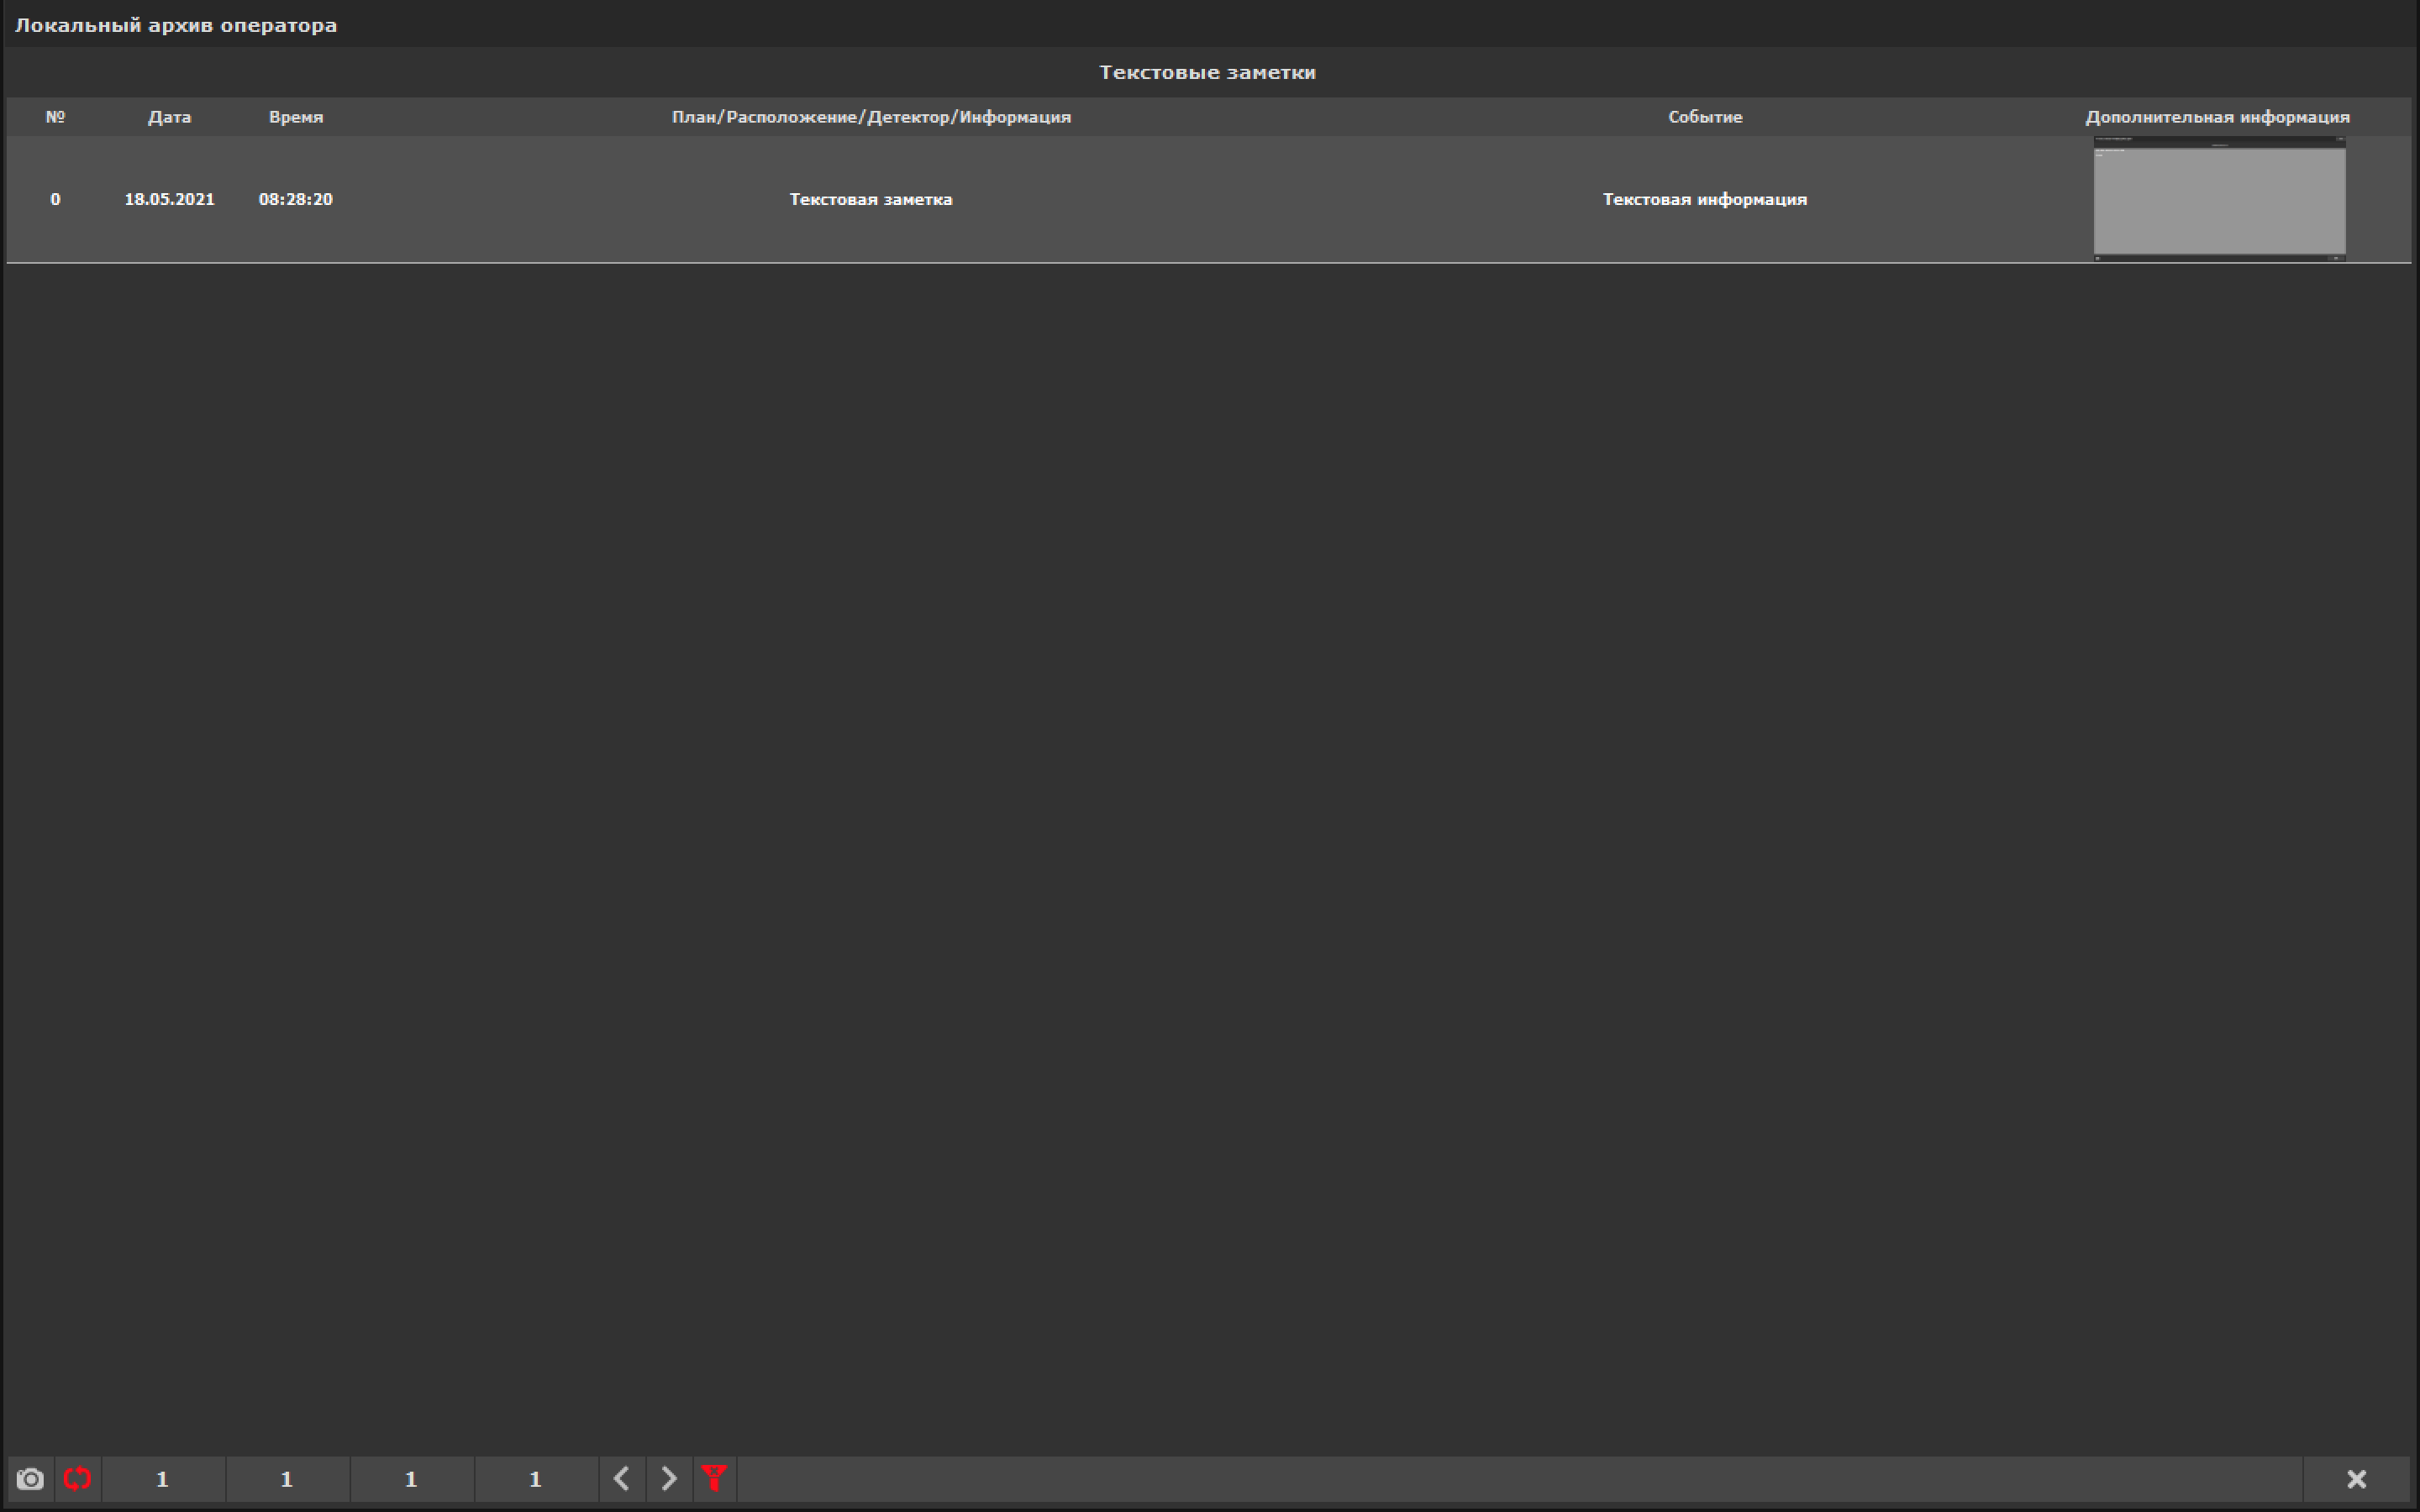 Локальный архив оператора
Текстовые заметки
№ Дата Время План/Расположение/Детектор/Информация Событие Дополнительная информация
0 18.05.2021 08:28:20 Текстовая заметка Текстовая информация
1 1 1 1